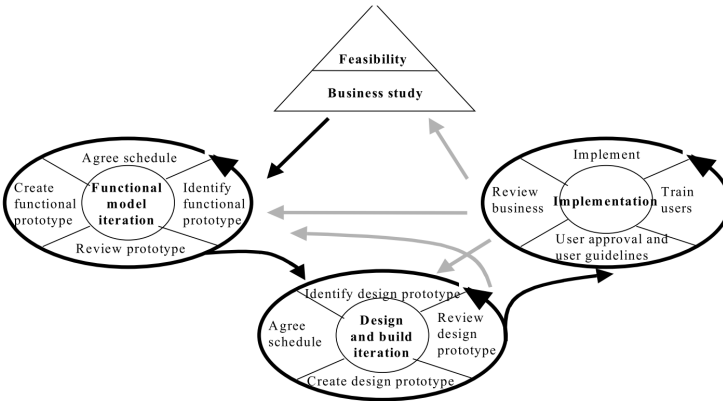 Feasibility
Business study
Agree schedule
Create
functional
prototype
Functional
model
iteration
Identify
functional
prototype
Review prototype
Implement
Review
business
Implementation
Train
users
User approval and
user guidelines
Identify design prototype
Agree
schedule
Design
and build
iteration
Review
design
prototype
Create design prototype